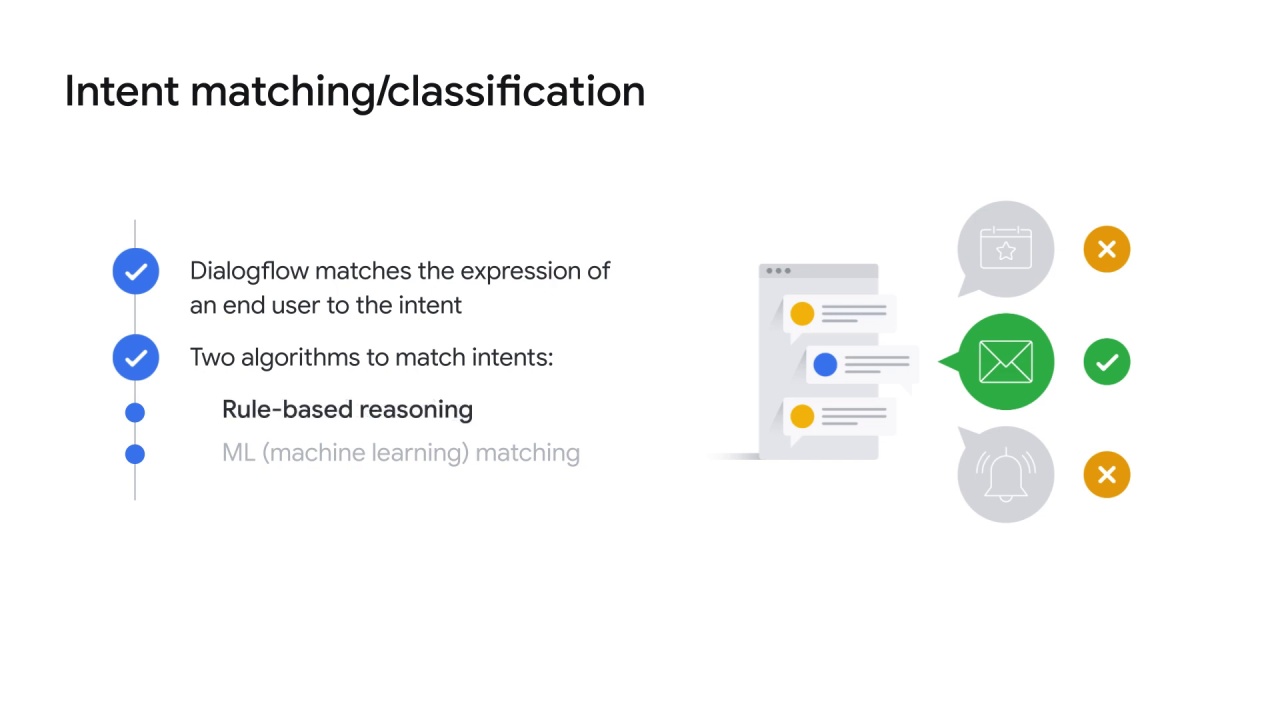 Intent matching/classification
Dialogflow matches the expression of
an end user to the intent
Two algorithms to match intents:
Rule-based reasoning
ML (machine learning) matching